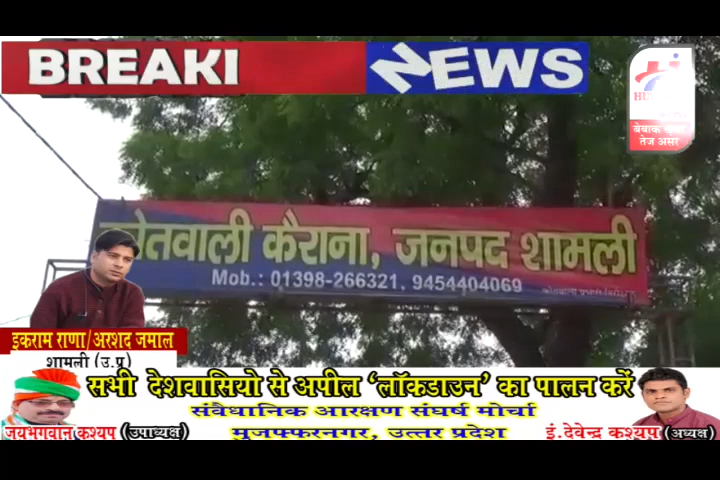 BREAKI NEWS
बेबाक
तेज असर
कोतवाली कैराना, जनपद शामली
Mob.: 01398-266321, 9454404069
इकराम राणा/अरशद जमाल
शामली (उ.प्र)
सभी देशवासियो से अपील ‘लॉकडाउन’ का पालन करें
संवैधानिक आरक्षण संघर्ष मोर्चा
जयभगवान कश्यप (उपाध्यक्ष) मुजफ्फरनगर, उत्तर प्रदेश इं.देवेन्द्र कश्यप (अध्यक्ष)